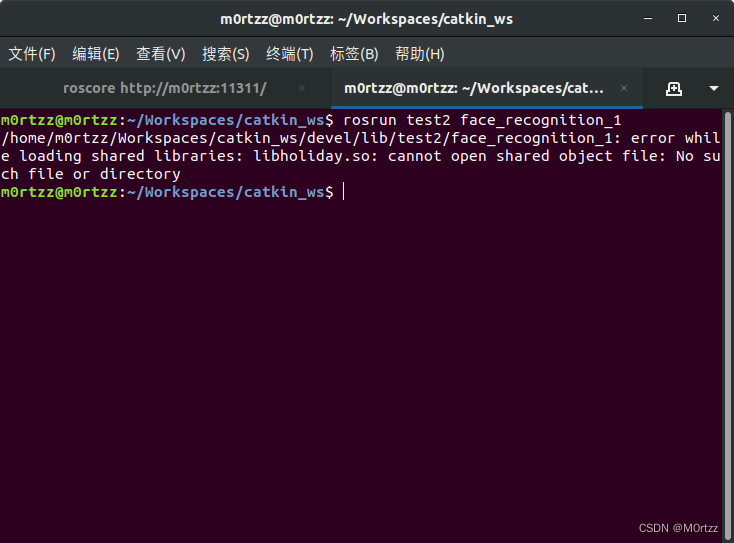 m0rtzz@m0rtzz: ~/Workspaces/catkin_ws
文件(F) 编辑(E) 查看(V) 搜索(S) 终端(T) 标签(B) 帮助(H)
roscore http://m0rtzz:11311/ × m0rtzz@m0rtzz: ~/Workspaces/cat... ×
m0rtzz@m0rtzz:~/Workspaces/catkin_ws$ rosrun test2 face_recognition_1
/home/m0rtzz/Workspaces/catkin_ws/devel/lib/test2/face_recognition_1: error whil
e loading shared libraries: libholiday.so: cannot open shared object file: No su
ch file or directory
m0rtzz@m0rtzz:~/Workspaces/catkin_ws$
CSDN @M0rtzz